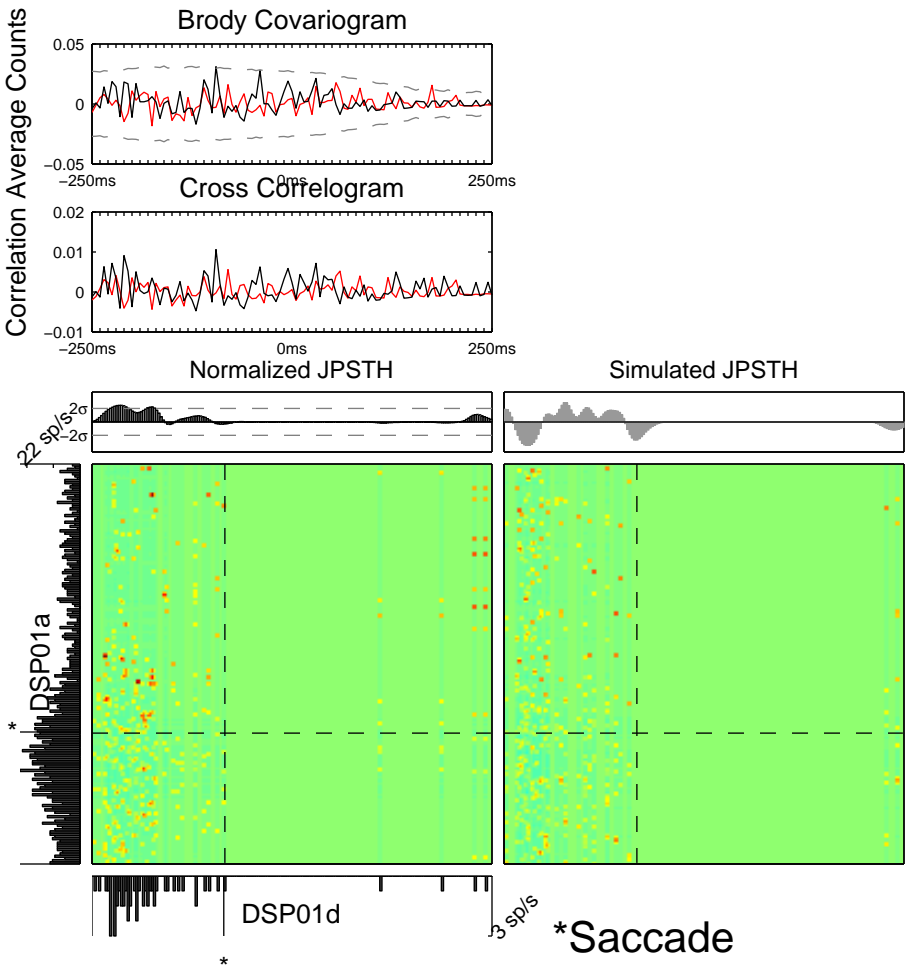 Brody Covariogram
Correlation Average Counts
0.05
0
−0.05
−250ms
0ms
250ms
Cross Correlogram
0.02
0.01
0
−0.01
−250ms
0ms
250ms
Normalized JPSTH
Simulated JPSTH
2σ
−2σ
22 sp/s
DSP01a
*
DSP01d
3 sp/s
*
*Saccade